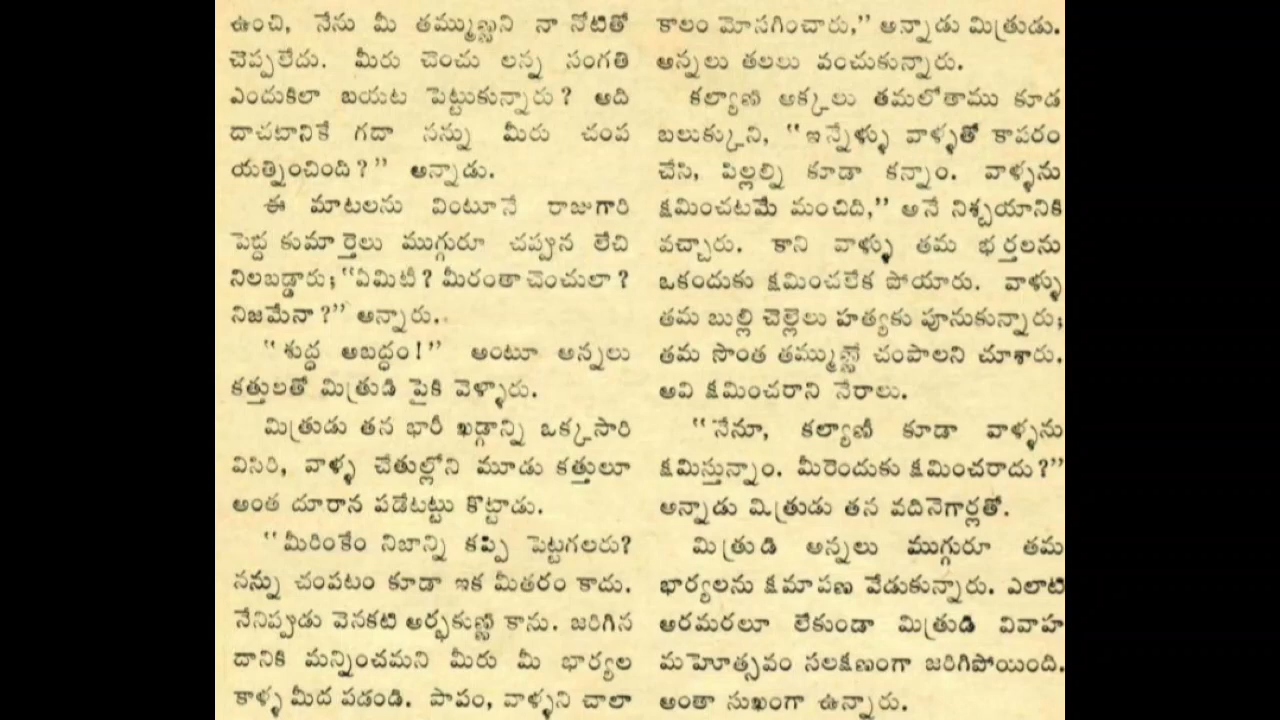 ఉంచి, నేను మీ తమ్ముణ్ణని నా నోటితో
చెప్పలేదు. మీరు చెంచు లన్న సంగతి
ఎందుకిలా బయట పెట్టుకున్నారు? అది
దాచటానికే గదా నన్ను మీరు చంప
యత్నించింది?” అన్నాడు.
ఈ మాటలను వింటూనే రాజుగారి
పెద్ద కుమార్తెలు ముగ్గురూ చప్పున లేచి
నిలబడ్డారు; “ఏమిటీ? మీరంతా చెంచులా?
నిజమేనా?” అన్నారు.
“శుద్ధ అబద్ధం!” అంటూ అన్నలు
కత్తులతో మిత్రుడి పైకి వెళ్ళారు.
మిత్రుడు తన భారీ ఖడ్గాన్ని ఒక్కసారి
విసిరి, వాళ్ళ చేతుల్లోని మూడు కత్తులూ
అంత దూరాన పడేటట్టు కొట్టాడు.
“మీరింకేం నిజాన్ని కప్పి పెట్టగలరు?
నన్ను చంపటం కూడా ఇక మీతరం కాదు.
నేనిప్పుడు వెనకటి అర్భకుణ్ణి కాను. జరిగిన
దానికి మన్నించమని మీరు మీ భార్యల
కాళ్ళ మీద పడండి. పాపం, వాళ్ళని చాలా
కాలం మోసగించారు,” అన్నాడు మిత్రుడు.
అన్నలు తలలు వంచుకున్నారు.
కల్యాణి అక్కలు తమలోతాము కూడ
బలుక్కుని, “ఇన్నేళ్ళు వాళ్ళతో కాపరం
చేసి, పిల్లల్ని కూడా కన్నాం. వాళ్ళను
క్షమించటమే మంచిది,” అనే నిశ్చయానికి
వచ్చారు. కాని వాళ్ళు తమ భర్తలను
ఒకందుకు క్షమించలేక పోయారు. వాళ్ళు
తమ బుల్లి చెల్లెలు హత్యకు పూనుకున్నారు;
తమ సొంత తమ్ముణ్ణే చంపాలని చూశారు.
అవి క్షమించరాని నేరాలు.
“నేనూ, కల్యాణీ కూడా వాళ్ళను
క్షమిస్తున్నాం. మీరెందుకు క్షమించరాదు?”
అన్నాడు మిత్రుడు తన వదినెగార్లతో.
మిత్రుడి అన్నలు ముగ్గురూ తమ
భార్యలను క్షమాపణ వేడుకున్నారు. ఎలాటి
అరమరలూ లేకుండా మిత్రుడి వివాహ
మహెూత్సవం సలక్షణంగా జరిగిపోయింది.
అంతా సుఖంగా ఉన్నారు.